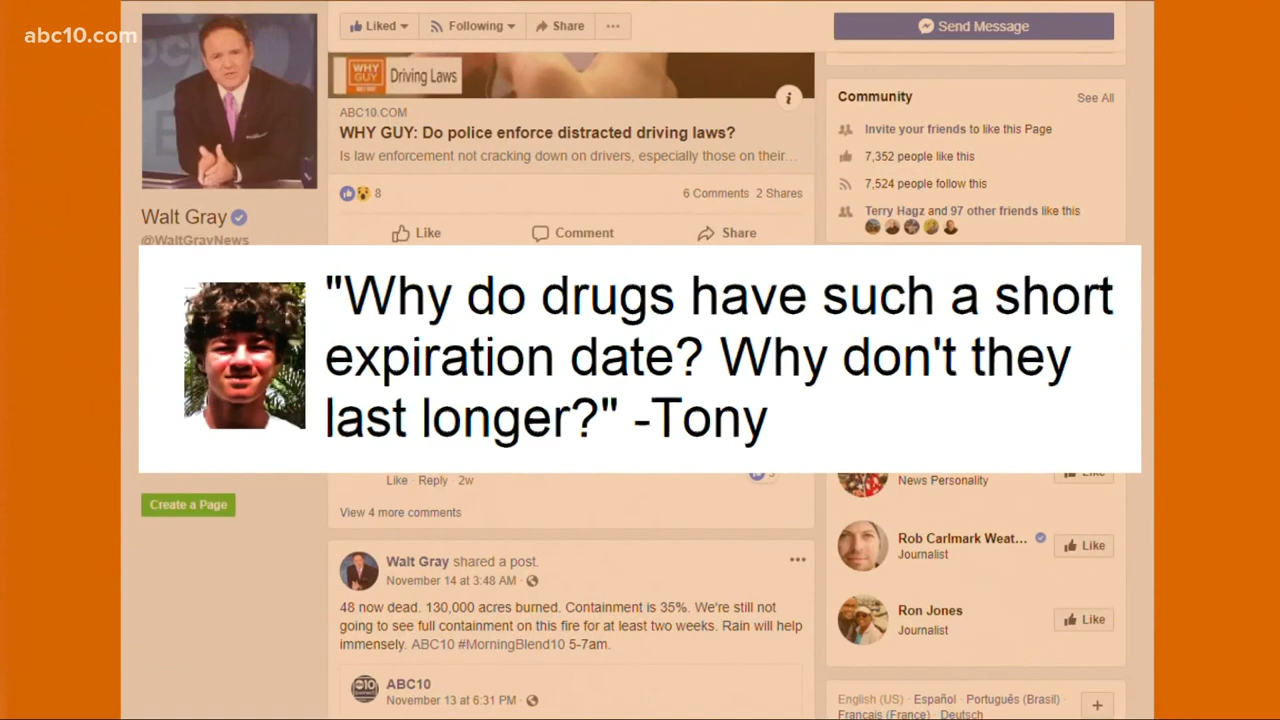 abc10.com
Liked
Following
Share
Send Message
WHY GUY
Driving Laws
ABC10.COM
WHY GUY: Do police enforce distracted driving laws?
Is law enforcement not cracking down on drivers, especially those on their...
8
6 Comments 2 Shares
Like
Comment
Share
Walt Gray
@WaltGrayNews
Community
See All
Invite your friends to like this Page
7,352 people like this
7,524 people follow this
Terry Hagz and 97 other friends like this
"Why do drugs have such a short
expiration date? Why don't they
last longer?" -Tony
Create a Page
Like · Reply · 2w
View 4 more comments
Walt Gray shared a post.
November 14 at 3:48 AM ·
48 now dead. 130,000 acres burned. Containment is 35%. We're still not
going to see full containment on this fire for at least two weeks. Rain will help
immensely. ABC10 #MorningBlend10 5-7am.
ABC10
November 13 at 6:31 PM ·
News Personality
Like
Rob Carlmark Weat...
Journalist
Like
Ron Jones
Journalist
Like
English (US) · Español · Português (Brasil) ·
Français (France) · Deutsch